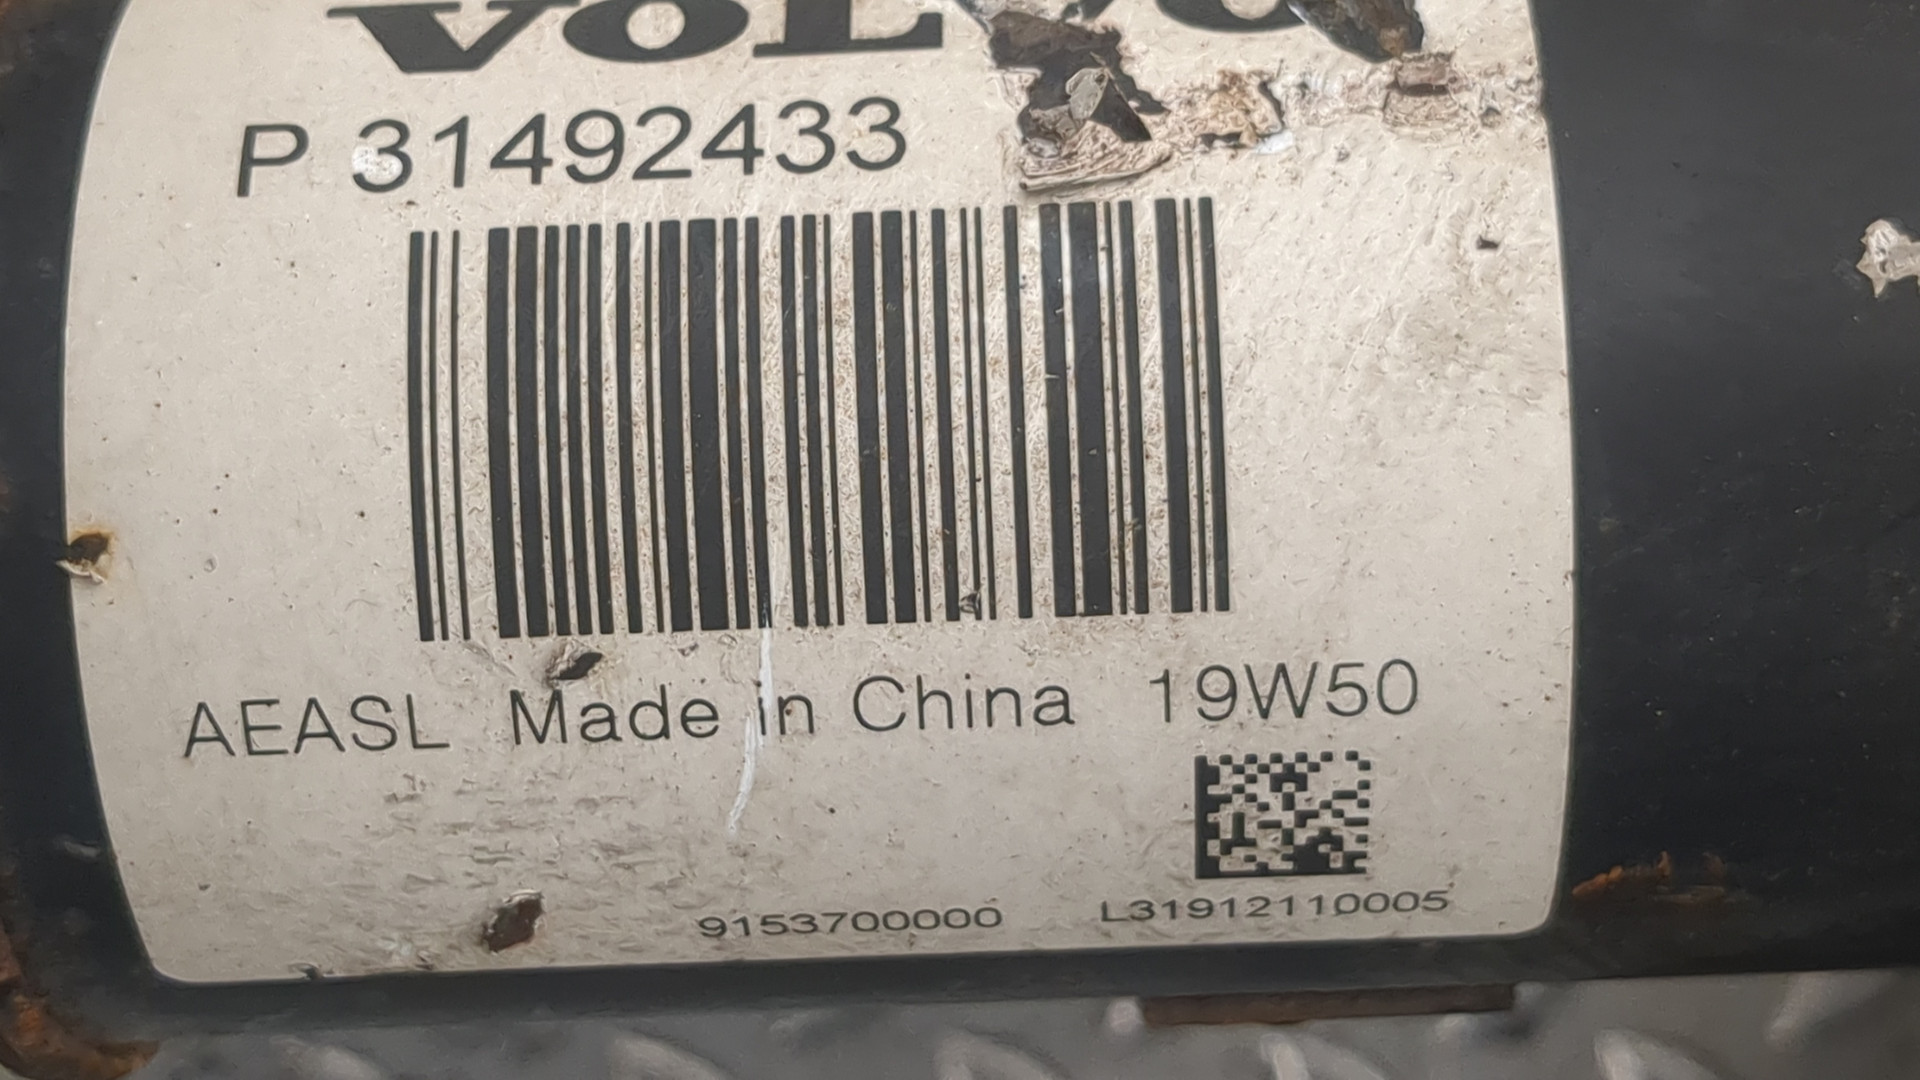 VOLVO
P 31492433
AEASL Made in China 19W50
9153700000 L31912110005